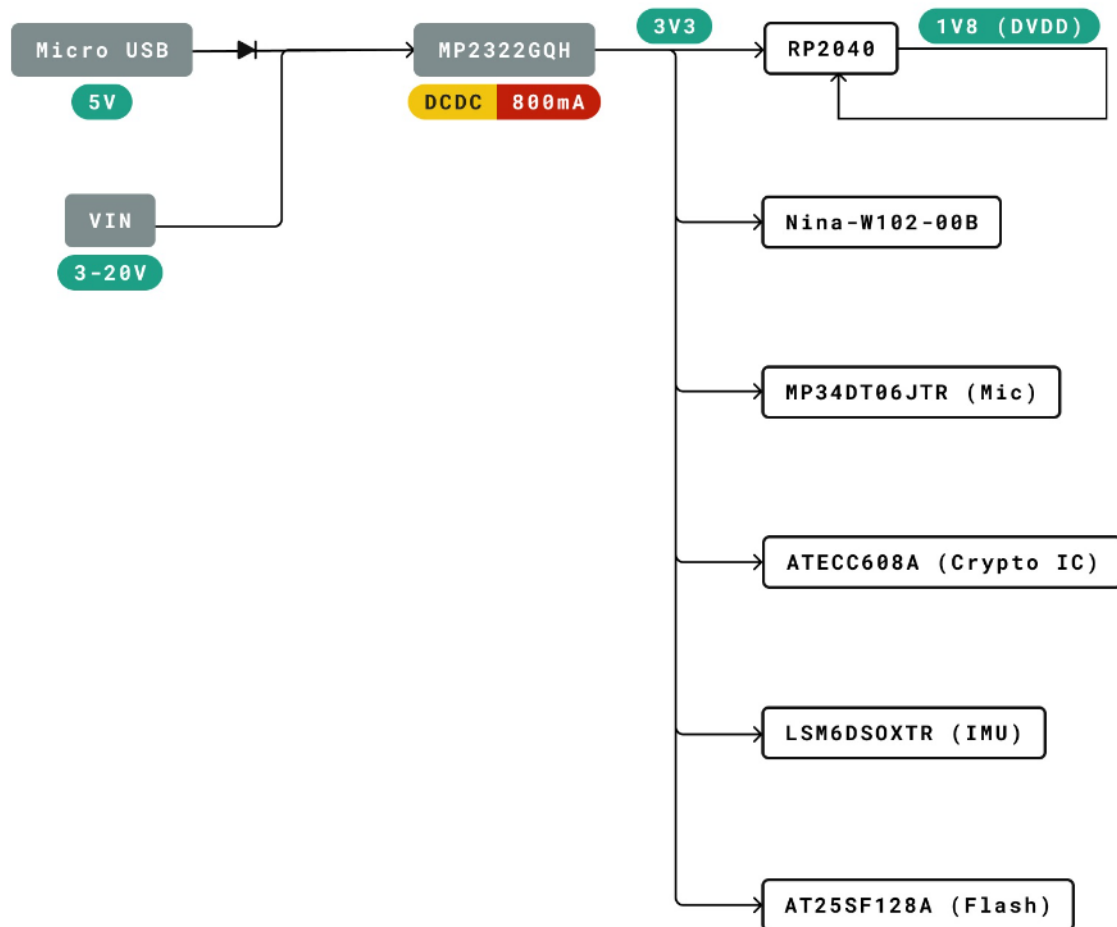 Micro USB
5V
MP2322GQH
DCDC 800mA
3V3
RP2040
1V8 (DVDD)
VIN
3-20V
Nina-W102-00B
MP34DT06JTR (Mic)
ATECC608A (Crypto IC)
LSM6DSOXTR (IMU)
AT25SF128A (Flash)